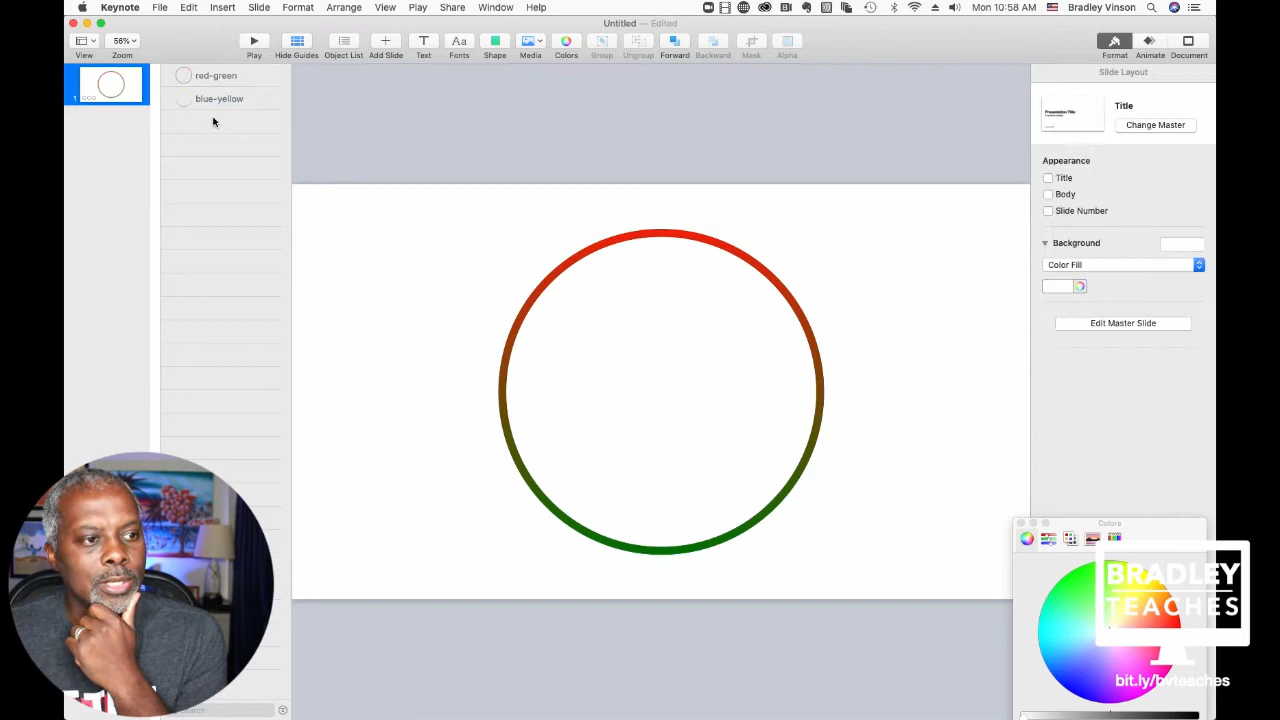 Keynote File Edit Insert Slide Format Arrange View Play Share Window Help Mon 10:58 AM Bradley Vinson
Untitled — Edited
56%
View Zoom Play Hide Guides Object List Add Slide Text Fonts Shape Media Colors Group Ungroup Forward Backward Mask Alpha Format Animate Document
Slide Layout
1
red-green
blue-yellow
Title
Change Master
Appearance
Title
Body
Slide Number
Background
Color Fill
Edit Master Slide
Colors
BRADLEY
TEACHES
bit.ly/bvteaches